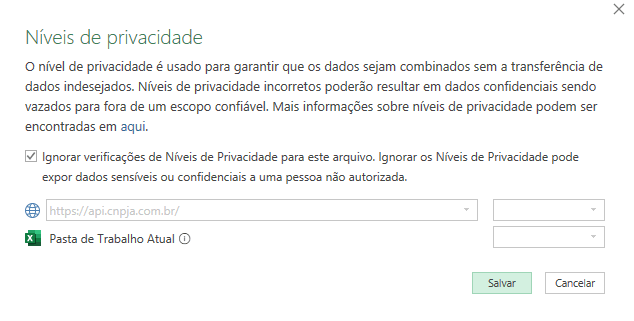 Níveis de privacidade
O nível de privacidade é usado para garantir que os dados sejam combinados sem a transferência de
dados indesejados. Níveis de privacidade incorretos poderão resultar em dados confidenciais sendo
vazados para fora de um escopo confiável. Mais informações sobre níveis de privacidade podem ser
encontradas em aqui.
Ignorar verificações de Níveis de Privacidade para este arquivo. Ignorar os Níveis de Privacidade pode
expor dados sensíveis ou confidenciais a uma pessoa não autorizada.
https://api.cnpja.com.br/
Pasta de Trabalho Atual
Salvar
Cancelar